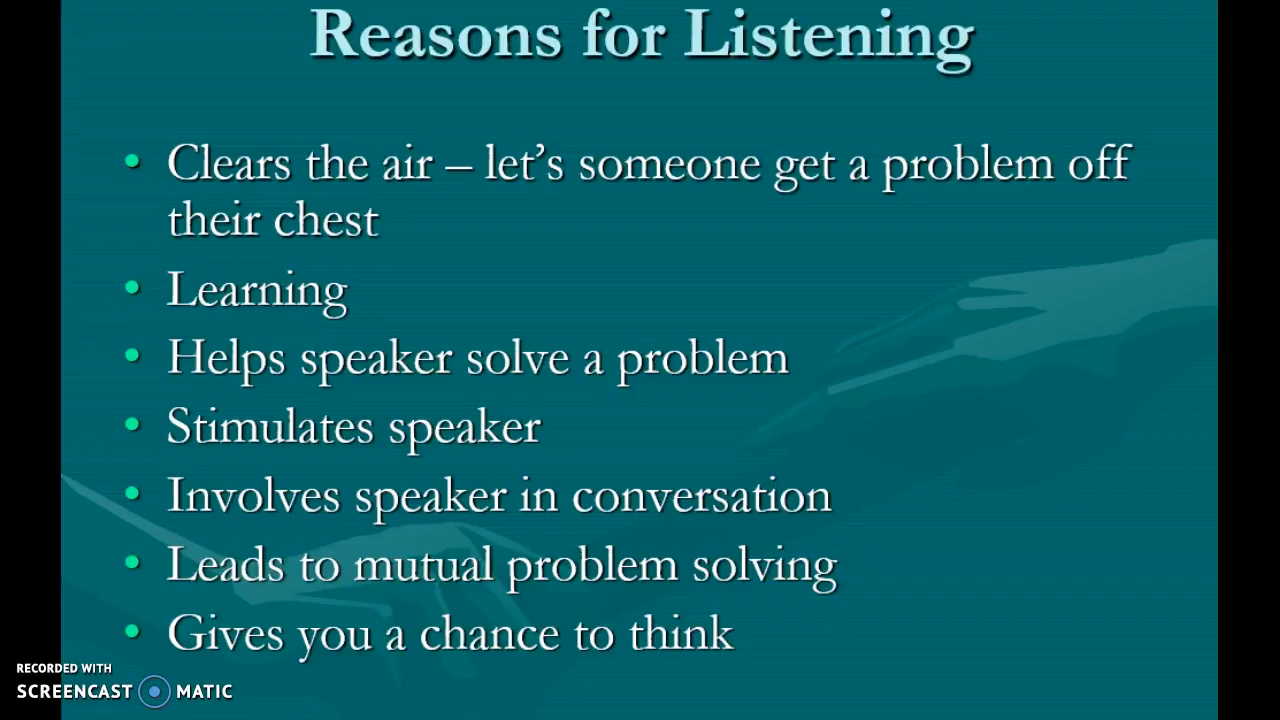 Reasons for Listening
• Clears the air – let’s someone get a problem off
their chest
• Learning
• Helps speaker solve a problem
• Stimulates speaker
• Involves speaker in conversation
• Leads to mutual problem solving
• Gives you a chance to think
RECORDED WITH
SCREENCAST MATIC